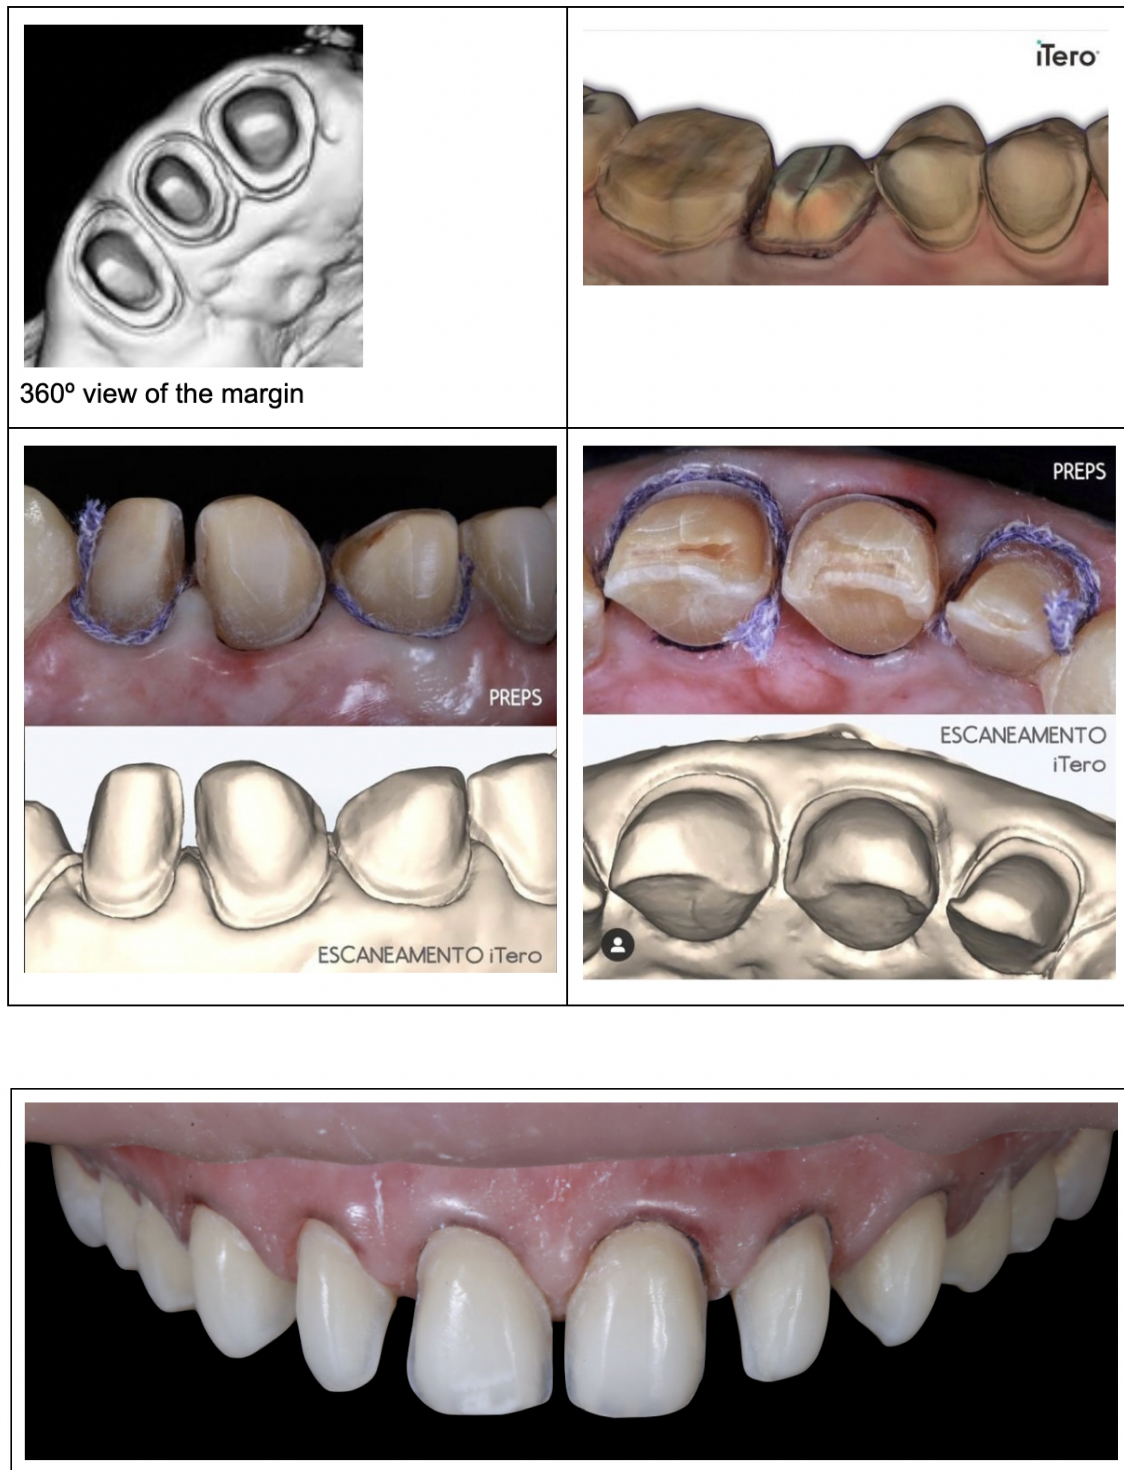 iTero
360º view of the margin
PREPS
ESCANEAMENTO iTero
PREPS
ESCANEAMENTO
iTero